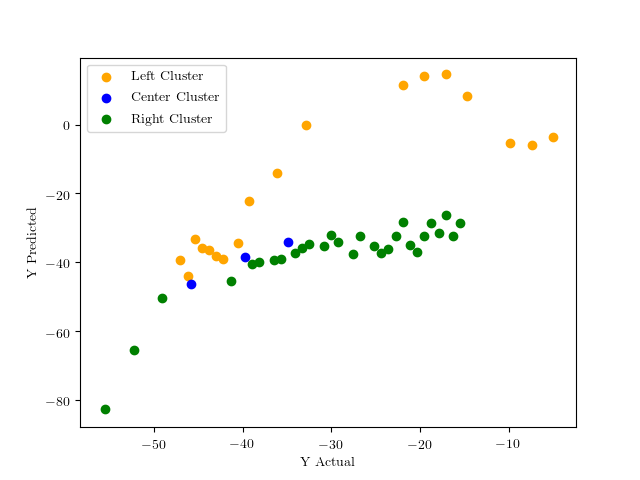 Left Cluster
Center Cluster
Right Cluster
0
−20
−40
−60
−80
Y Predicted
−50 −40 −30 −20 −10
Y Actual